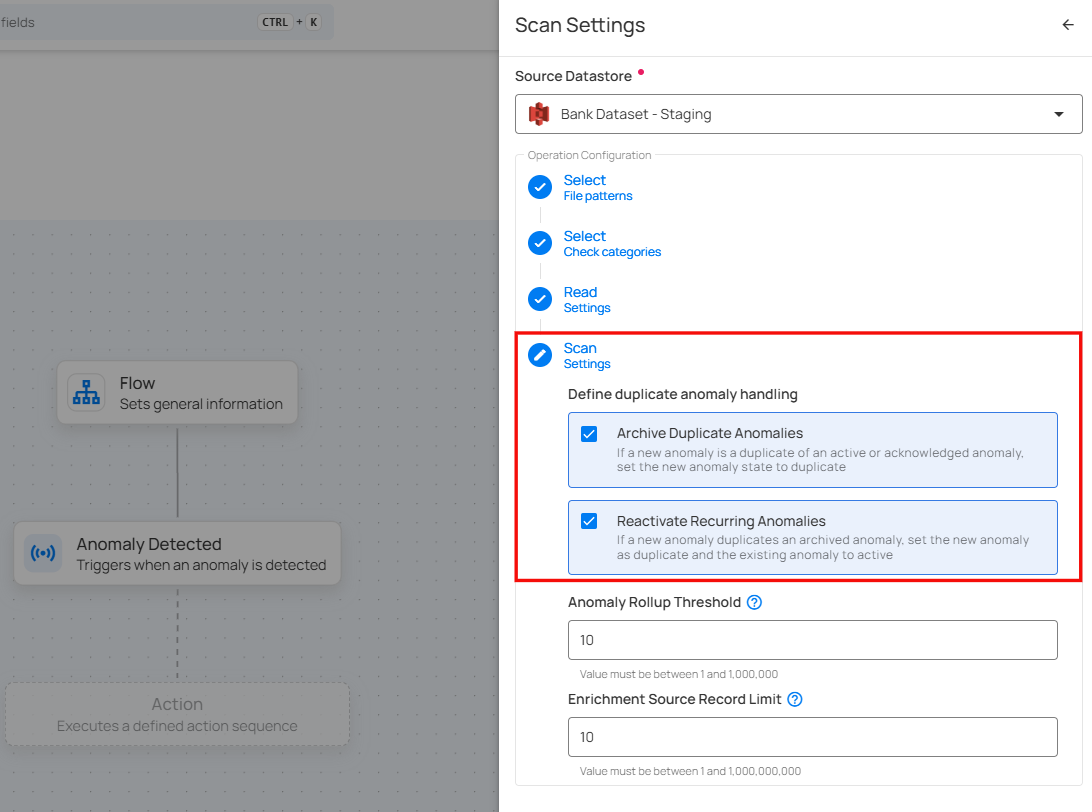 fields
CTRL + K
Flow
Sets general information
Anomaly Detected
Triggers when an anomaly is detected
Action
Executes a defined action sequence
Scan Settings
Source Datastore
Bank Dataset - Staging
Operation Configuration
Select
File patterns
Select
Check categories
Read
Settings
Scan
Settings
Define duplicate anomaly handling
Archive Duplicate Anomalies
If a new anomaly is a duplicate of an active or acknowledged anomaly,
set the new anomaly state to duplicate
Reactivate Recurring Anomalies
If a new anomaly duplicates an archived anomaly, set the new anomaly
as duplicate and the existing anomaly to active
Anomaly Rollup Threshold ?
10
Value must be between 1 and 1,000,000
Enrichment Source Record Limit ?
10
Value must be between 1 and 1,000,000,000